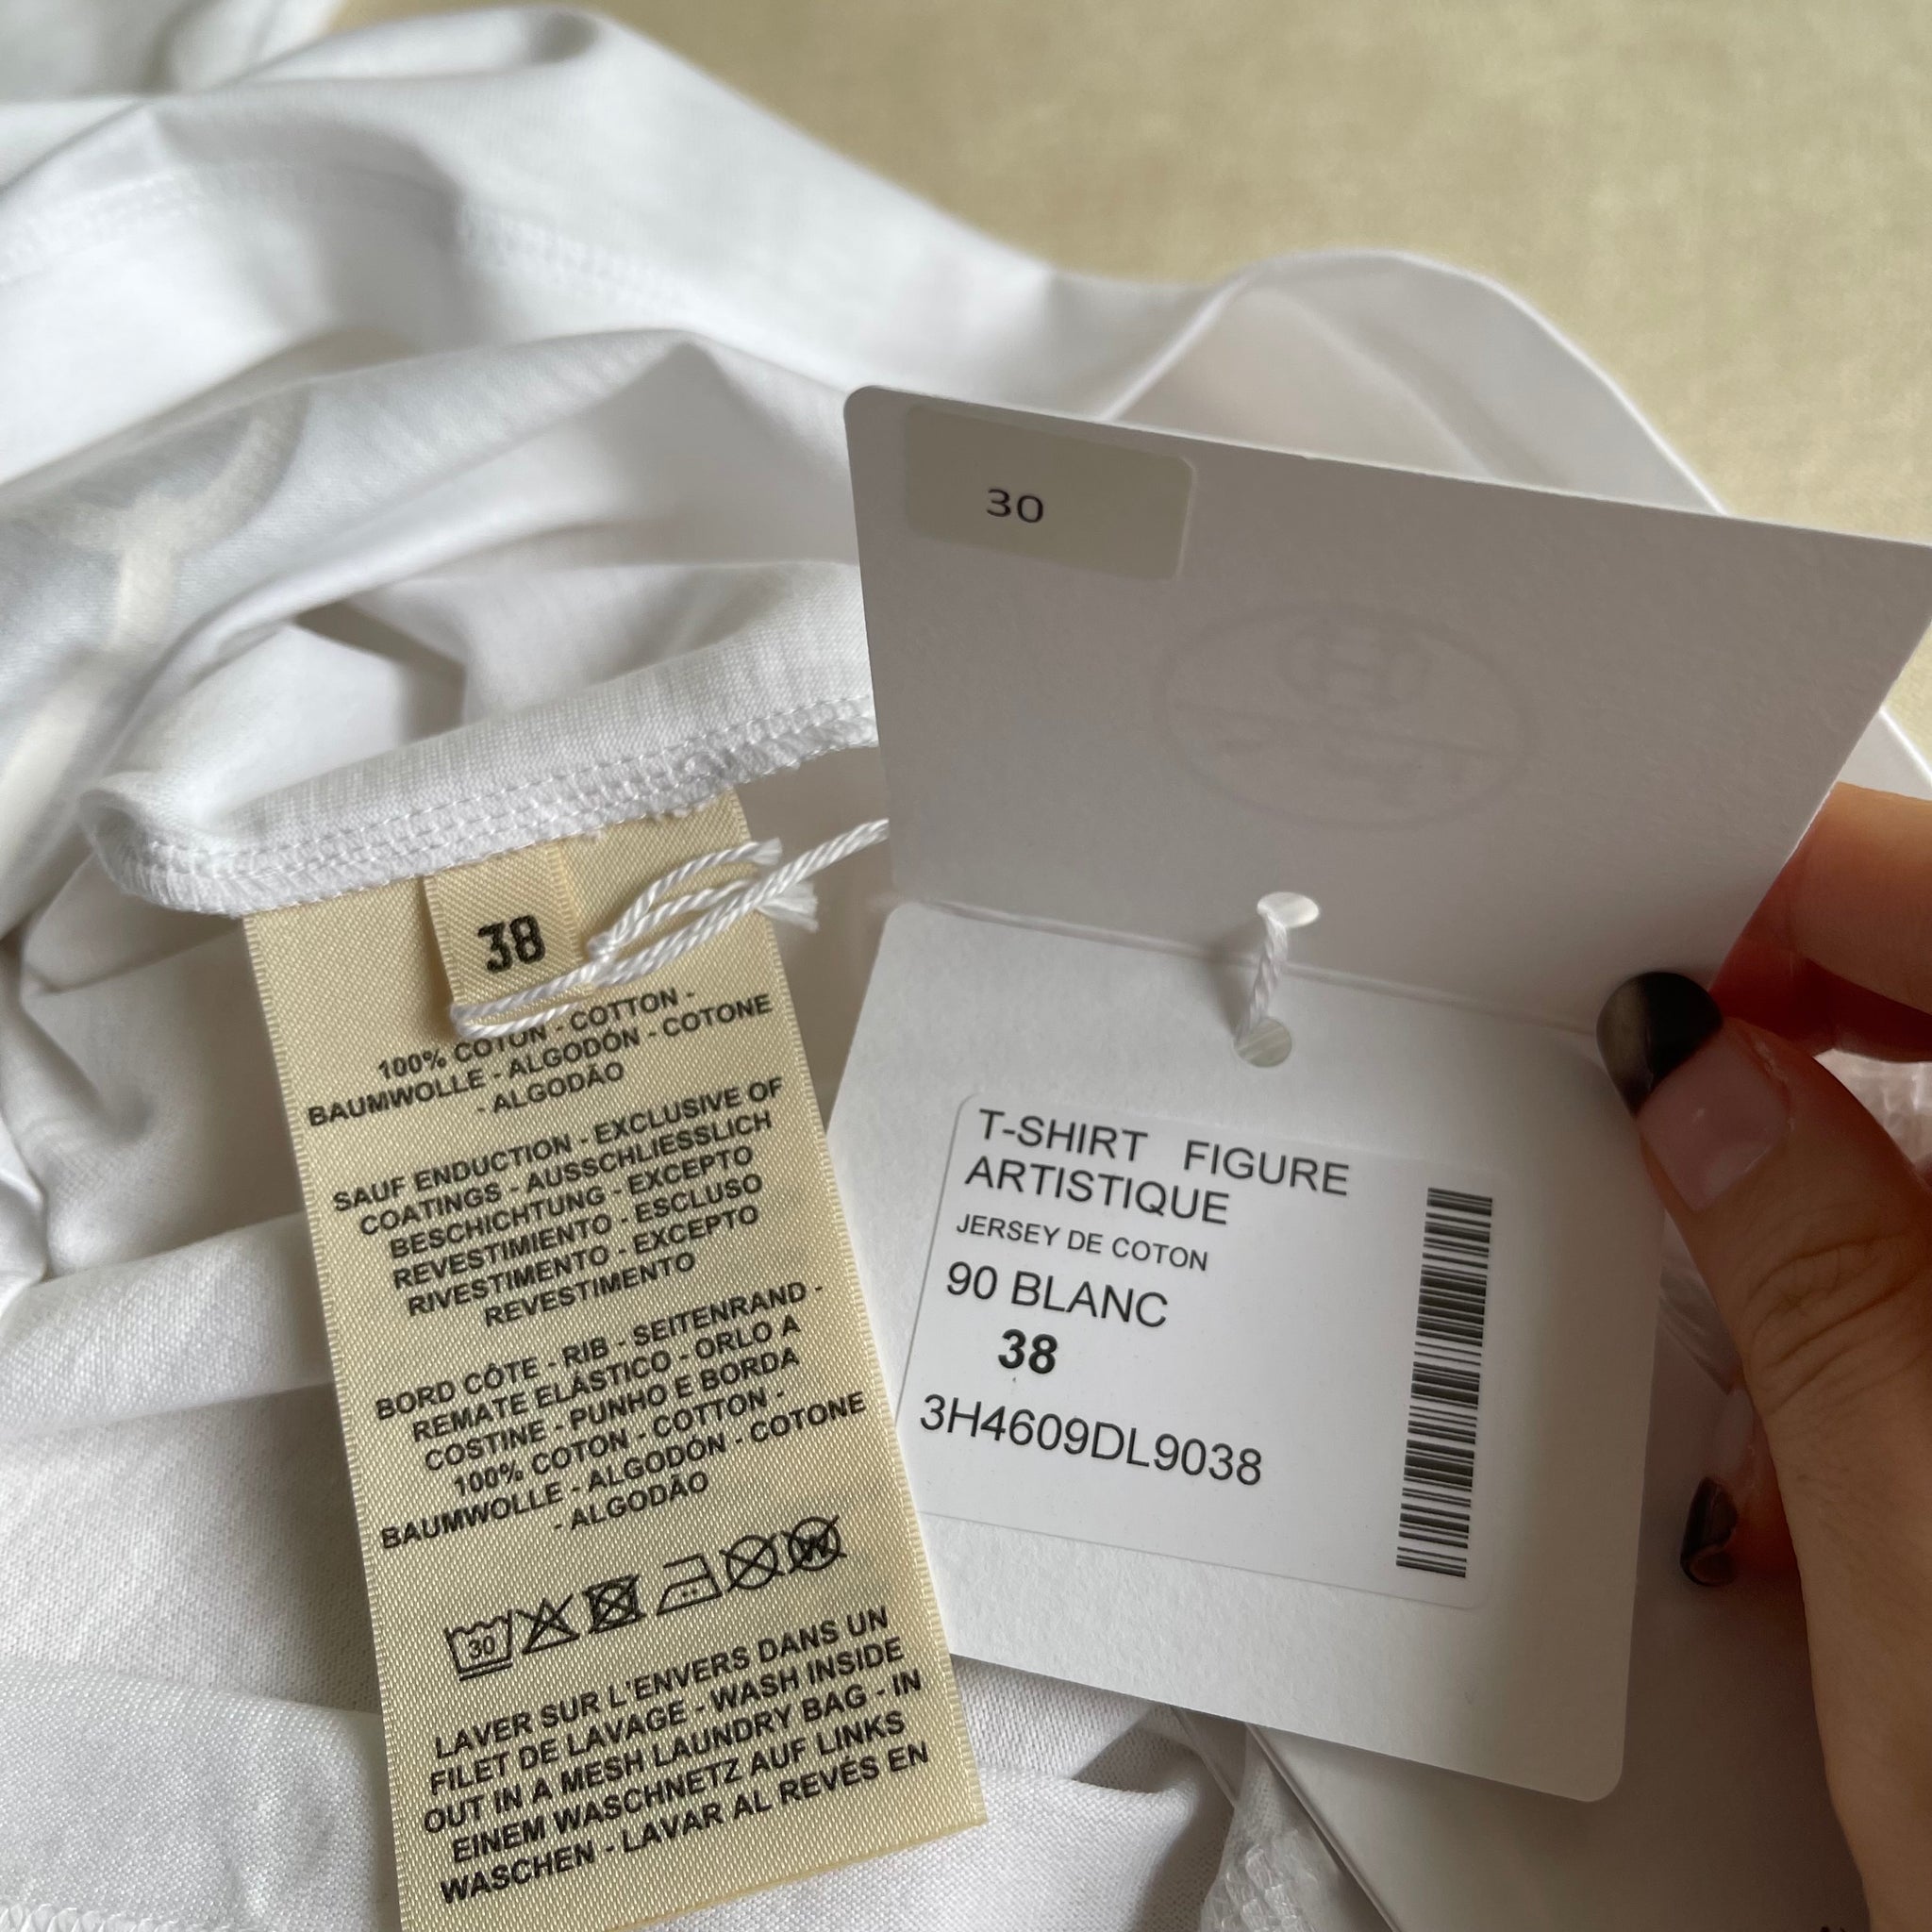 30
38
100% COTON - COTTON -
BAUMWOLLE - ALGODÓN - COTONE
- ALGODÃO
SAUF ENDUCTION - EXCLUSIVE OF
COATINGS - AUSSCHLIESSLICH
BESCHICHTUNG - EXCEPTO
REVESTIMIENTO - ESCLUSO
RIVESTIMENTO - EXCEPTO
REVESTIMENTO
BORD CÔTE - RIB - SEITENRAND -
REMATE ELÁSTICO - ORLO A
COSTINE - PUNHO E BORDA
100% COTON - COTTON -
BAUMWOLLE - ALGODÓN - COTONE
- ALGODÃO
30
W
LAVER SUR L'ENVERS DANS UN
FILET DE LAVAGE - WASH INSIDE
OUT IN A MESH LAUNDRY BAG - IN
EINEM WASCHNETZ AUF LINKS
WASCHEN - LAVAR AL REVÉS EN
T-SHIRT FIGURE
ARTISTIQUE
JERSEY DE COTON
90 BLANC
38
3H4609DL9038